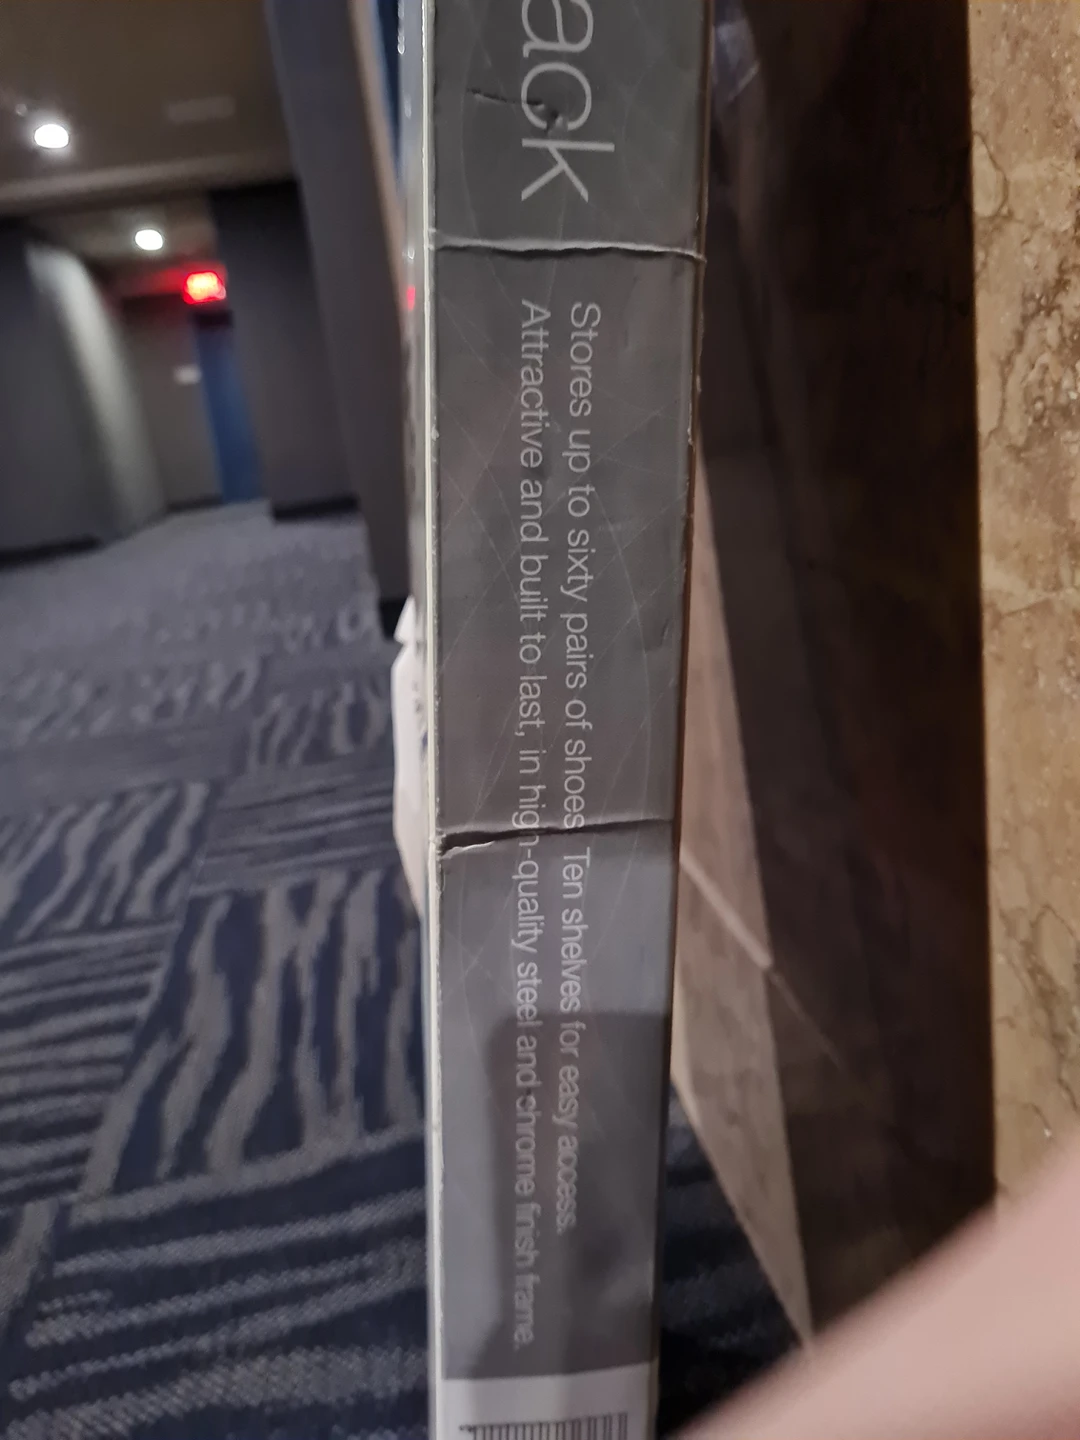 ack
Stores up to sixty pairs of shoes. Ten shelves for easy access.
Attractive and built to last, in high-quality steel and chrome finish frame.